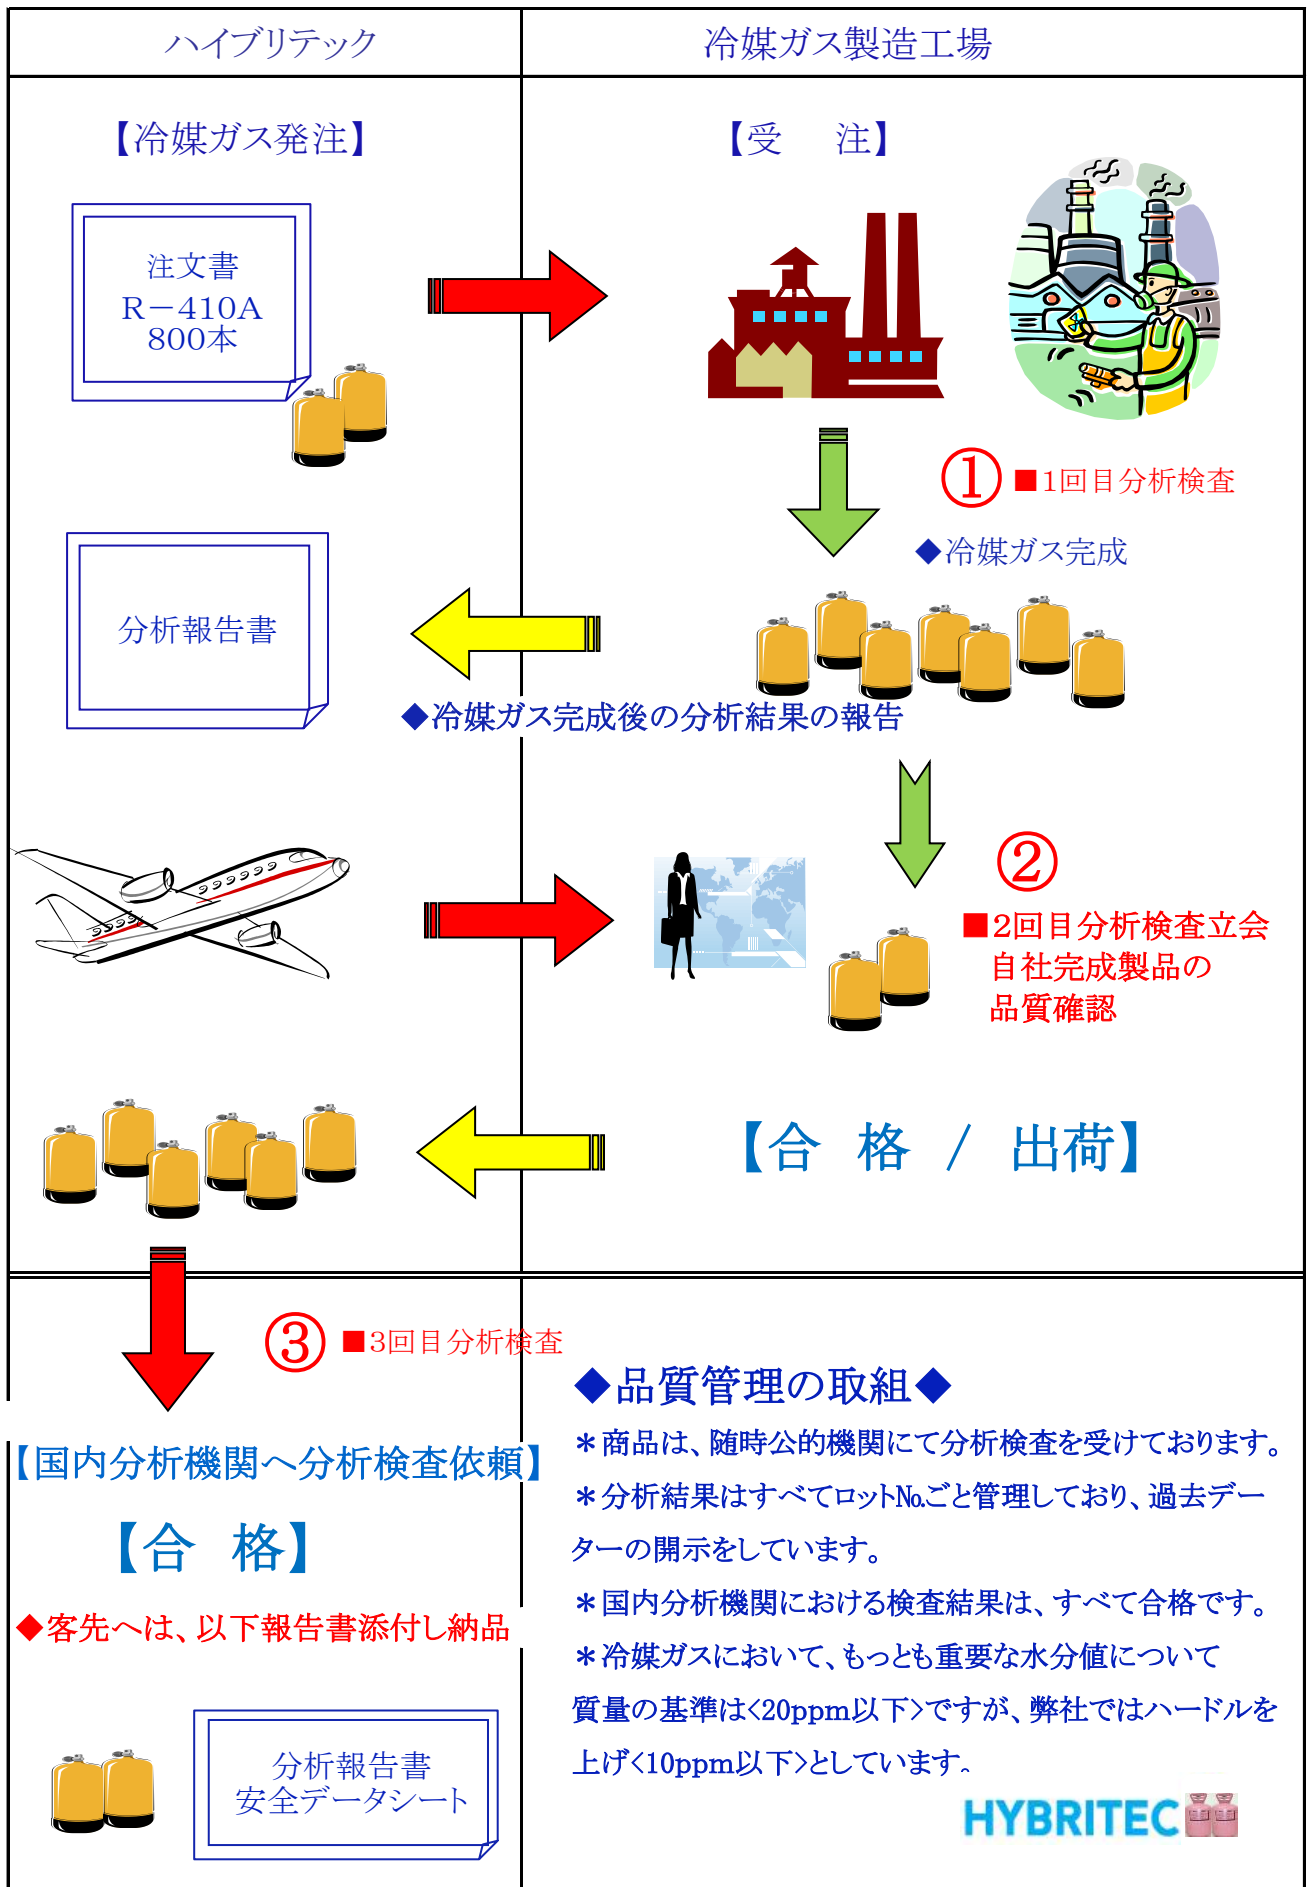 ハイブリテック
冷媒ガス製造工場
【冷媒ガス発注】
【受　注】
注文書
R－410A
800本
① ■1回目分析検査
◆冷媒ガス完成
分析報告書
◆冷媒ガス完成後の分析結果の報告
②
■2回目分析検査立会
自社完成製品の
品質確認
【合　格　/　出荷】
③ ■3回目分析検査
【国内分析機関へ分析検査依頼】
【合　格】
◆客先へは、以下報告書添付し納品
分析報告書
安全データシート
◆品質管理の取組◆
＊商品は、随時公的機関にて分析検査を受けております。
＊分析結果はすべてロット№ごと管理しており、過去デー
ターの開示をしています。
＊国内分析機関における検査結果は、すべて合格です。
＊冷媒ガスにおいて、もっとも重要な水分値について
質量の基準は<20ppm以下>ですが、弊社ではハードルを
上げ<10ppm以下>としています。
HYBRITEC